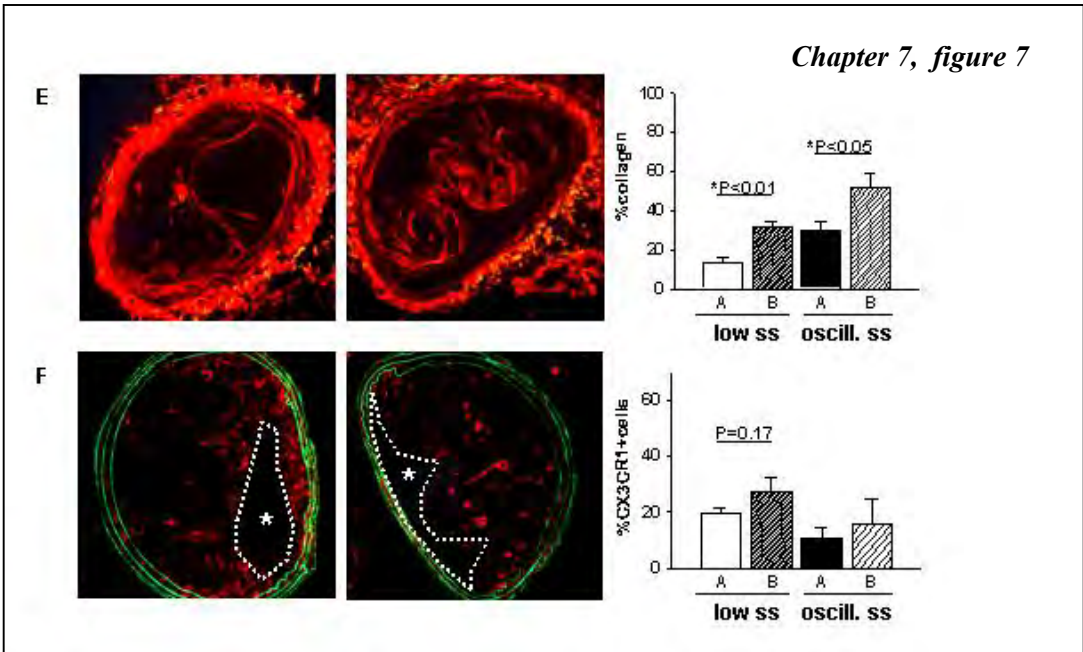 Chapter 7, figure 7
E
100
80
60
40
20
0
%collagen
*P<0.01
*P<0.05
A B A B
low ss oscill. ss
F
*
*
60
40
20
0
%CX3CR1+cells
P=0.17
A B A B
low ss oscill. ss